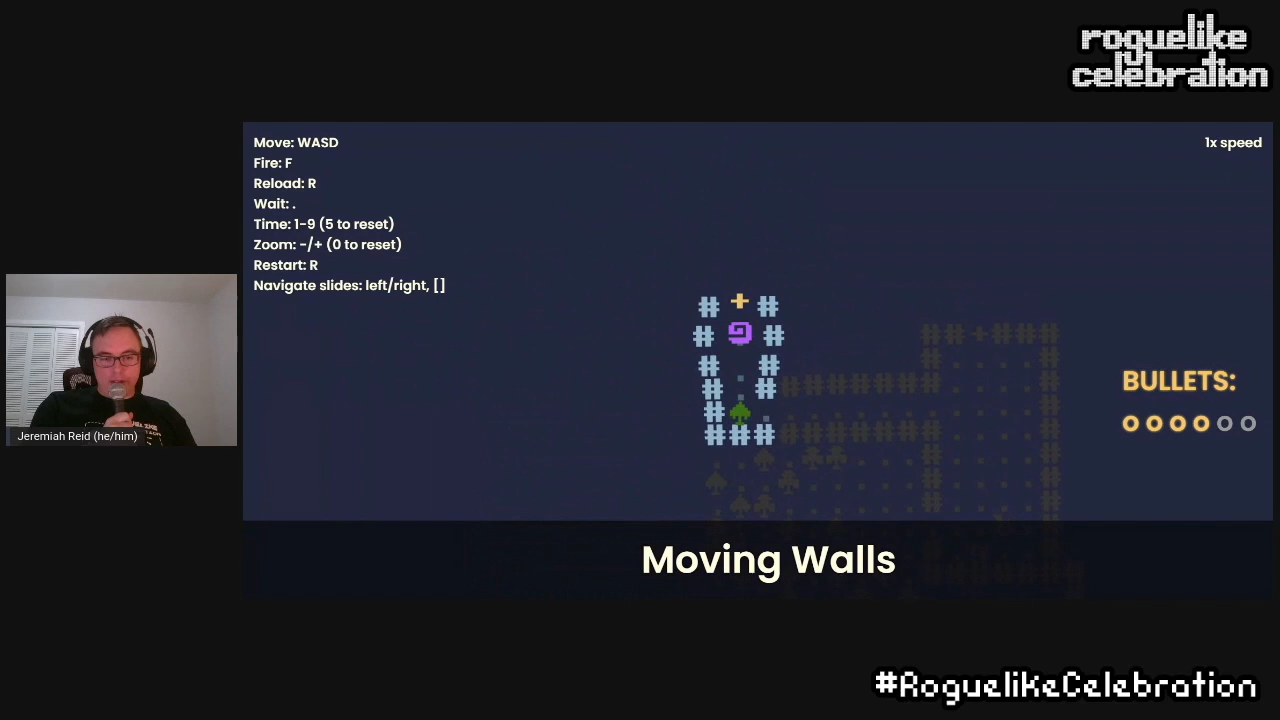 roguelike
celebration
Move: WASD
Fire: F
Reload: R
Wait: .
Time: 1-9 (5 to reset)
Zoom: -/+ (0 to reset)
Restart: R
Navigate slides: left/right, []
1x speed
BULLETS:
Jeremiah Reid (he/him)
Moving Walls
#RoguelikeCelebration